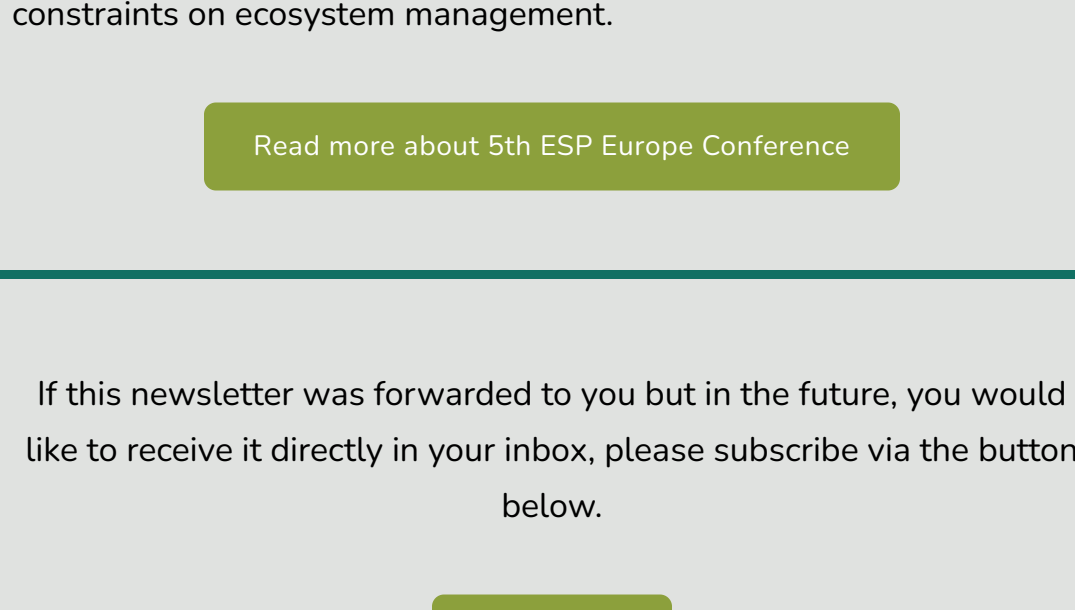 constraints on ecosystem management.
Read more about 5th ESP Europe Conference
If this newsletter was forwarded to you but in the future, you would
like to receive it directly in your inbox, please subscribe via the button
below.